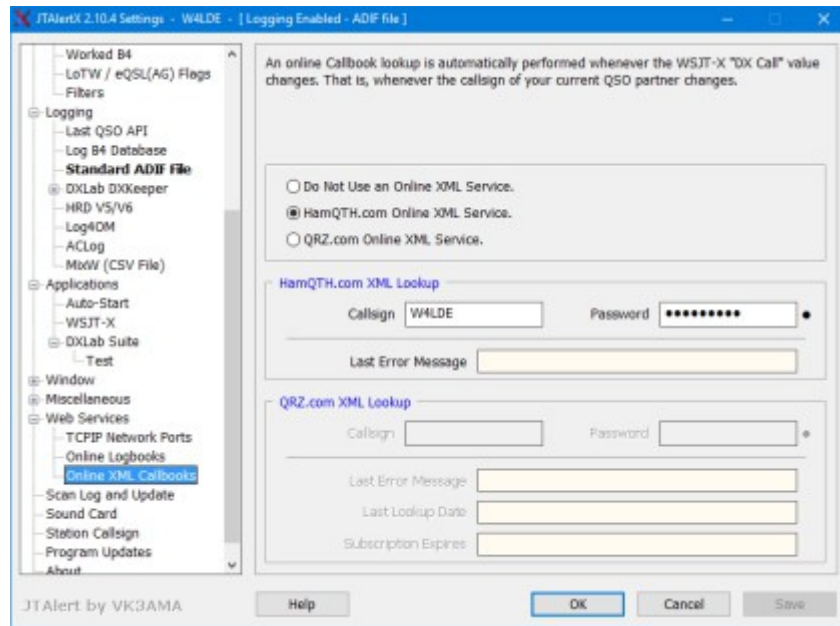 JTAlertX 2.10.4 Settings - W4LDE - [ Logging Enabled - ADIF file ]
Worked B4
LoTW / eQSL(AG) Flags
Filters
Logging
Last QSO API
Log B4 Database
Standard ADIF File
DXLab DXKeeper
HRD V5/V6
Log4OM
ACLog
MixW (CSV File)
Applications
Auto-Start
WSJT-X
DXLab Suite
Test
Window
Miscellaneous
Web Services
TCPIP Network Ports
Online Logbooks
Online XML Callbooks
Scan Log and Update
Sound Card
Station Callsign
Program Updates
About
An online Callbook lookup is automatically performed whenever the WSJT-X "DX Call" value
changes. That is, whenever the callsign of your current QSO partner changes.
Do Not Use an Online XML Service.
HamQTH.com Online XML Service.
QRZ.com Online XML Service.
HamQTH.com XML Lookup
Callsign W4LDE Password •••••••••
Last Error Message
QRZ.com XML Lookup
Callsign Password
Last Error Message
Last Lookup Date
Subscription Expires
JTAlert by VK3AMA Help OK Cancel Save